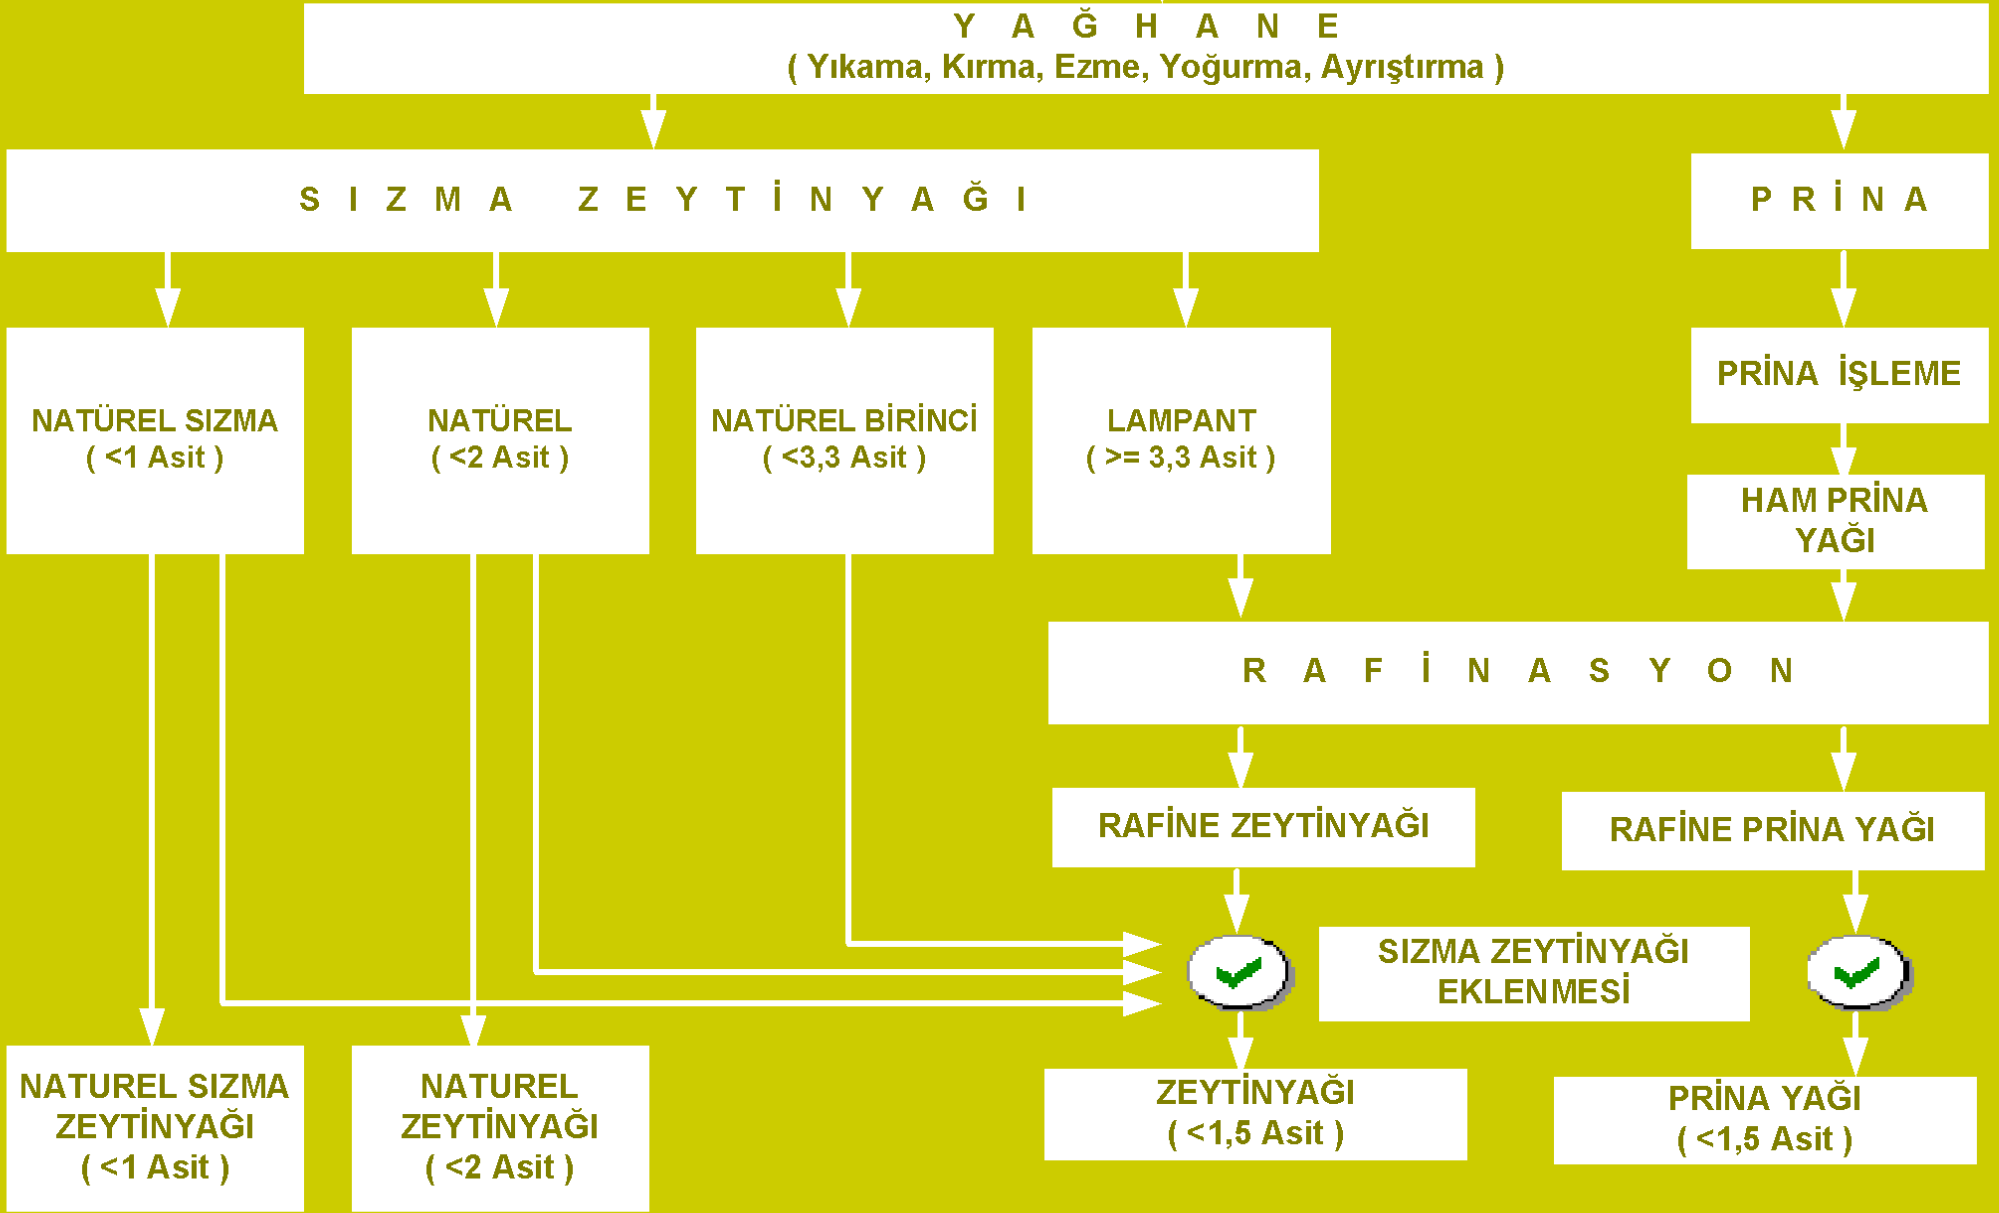 Y A Ğ H A N E
( Yıkama, Kırma, Ezme, Yoğurma, Ayrıştırma )
S I Z M A Z E Y T İ N Y A Ğ I
P R İ N A
NATÜREL SIZMA
( <1 Asit )
NATÜREL
( <2 Asit )
NATÜREL BİRİNCİ
( <3,3 Asit )
LAMPANT
( >= 3,3 Asit )
PRİNA İŞLEME
HAM PRİNA
YAĞI
R A F İ N A S Y O N
RAFİNE ZEYTİNYAĞI
RAFİNE PRİNA YAĞI
SIZMA ZEYTİNYAĞI
EKLENMESİ
NATUREL SIZMA
ZEYTİNYAĞI
( <1 Asit )
NATUREL
ZEYTİNYAĞI
( <2 Asit )
ZEYTİNYAĞI
( <1,5 Asit )
PRİNA YAĞI
( <1,5 Asit )